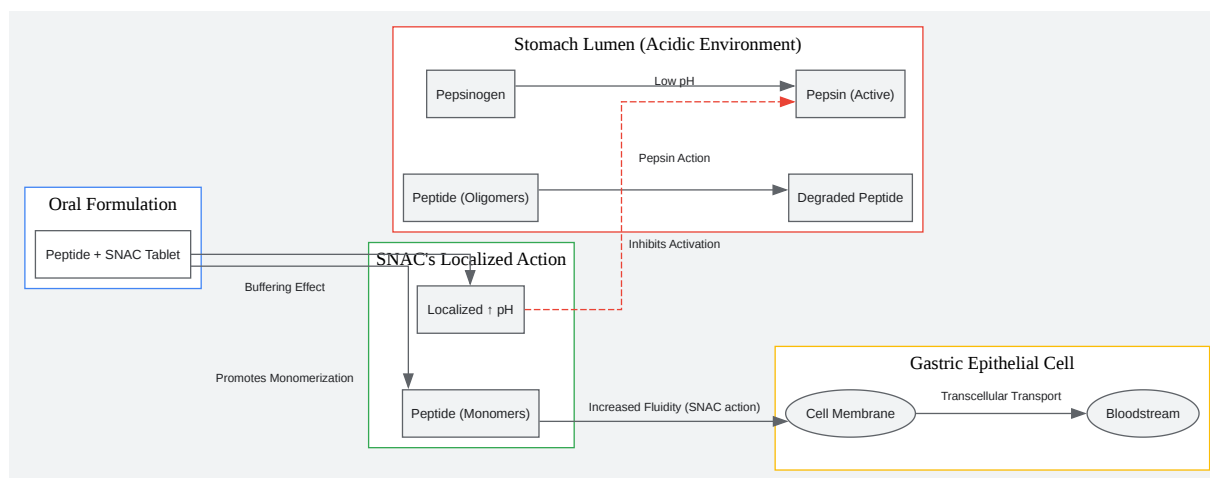 Stomach Lumen (Acidic Environment)
Pepsinogen
Low pH
Pepsin (Active)
Pepsin Action
Peptide (Oligomers)
Degraded Peptide
Oral Formulation
Peptide + SNAC Tablet
Inhibits Activation
SNAC's Localized Action
Buffering Effect
Localized ↑ pH
Promotes Monomerization
Peptide (Monomers)
Increased Fluidity (SNAC action)
Gastric Epithelial Cell
Cell Membrane
Transcellular Transport
Bloodstream